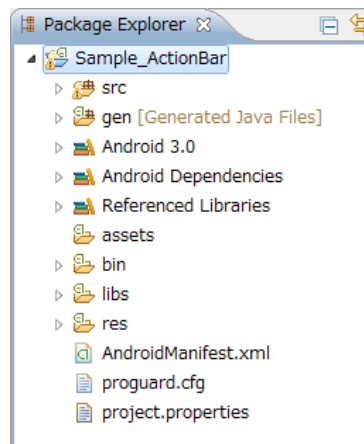 Package Explorer
Sample_ActionBar
src
gen [Generated Java Files]
Android 3.0
Android Dependencies
Referenced Libraries
assets
bin
libs
res
AndroidManifest.xml
proguard.cfg
project.properties